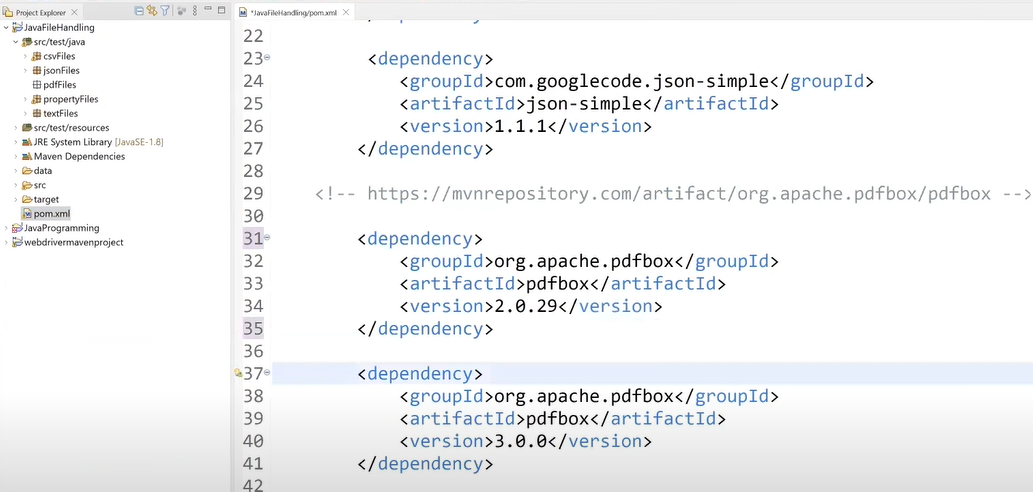 Project Explorer
JavaFileHandling
src/test/java
csvFiles
jsonFiles
pdfFiles
propertyFiles
textFiles
src/test/resources
JRE System Library [JavaSE-1.8]
Maven Dependencies
data
src
target
pom.xml
JavaProgramming
webdrivermavenproject
*JavaFileHandling/pom.xml
22
23 <dependency>
24 <groupId>com.googlecode.json-simple</groupId>
25 <artifactId>json-simple</artifactId>
26 <version>1.1.1</version>
27 </dependency>
28
29 <!-- https://mvnrepository.com/artifact/org.apache.pdfbox/pdfbox -->
30
31 <dependency>
32 <groupId>org.apache.pdfbox</groupId>
33 <artifactId>pdfbox</artifactId>
34 <version>2.0.29</version>
35 </dependency>
36
37 <dependency>
38 <groupId>org.apache.pdfbox</groupId>
39 <artifactId>pdfbox</artifactId>
40 <version>3.0.0</version>
41 </dependency>
42